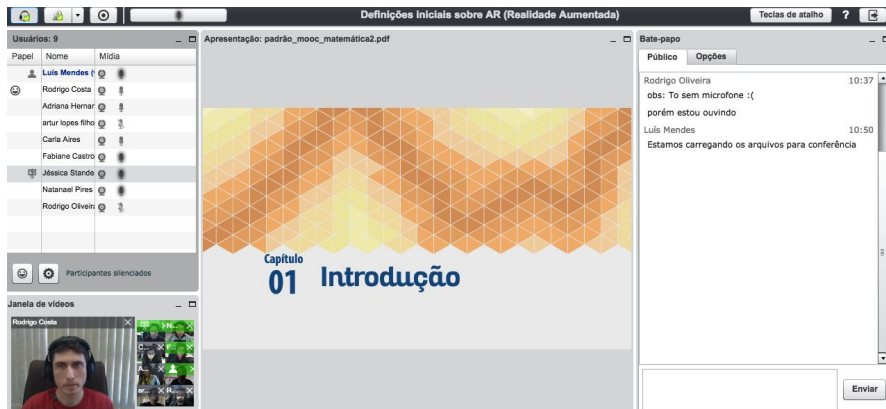 Definições iniciais sobre AR (Realidade Aumentada)
Teclas de atalho
?
Usuários: 9
Papel Nome Mídia
Luís Mendes (
Rodrigo Costa
Adriana Hernar
artur lopes filho
Carla Aires
Fabiane Castro
Jéssica Stande
Natanael Pires
Rodrigo Oliveira
Participantes silenciados
Janela de vídeos
Rodrigo Costa
N...
C... F...
A...
er... R...
Apresentação: padrão_mooc_matemática2.pdf
Capítulo
01 Introdução
Bate-papo
Público Opções
Rodrigo Oliveira 10:37
obs: To sem microfone :(
porém estou ouvindo
Luís Mendes 10:50
Estamos carregando os arquivos para conferência
Enviar